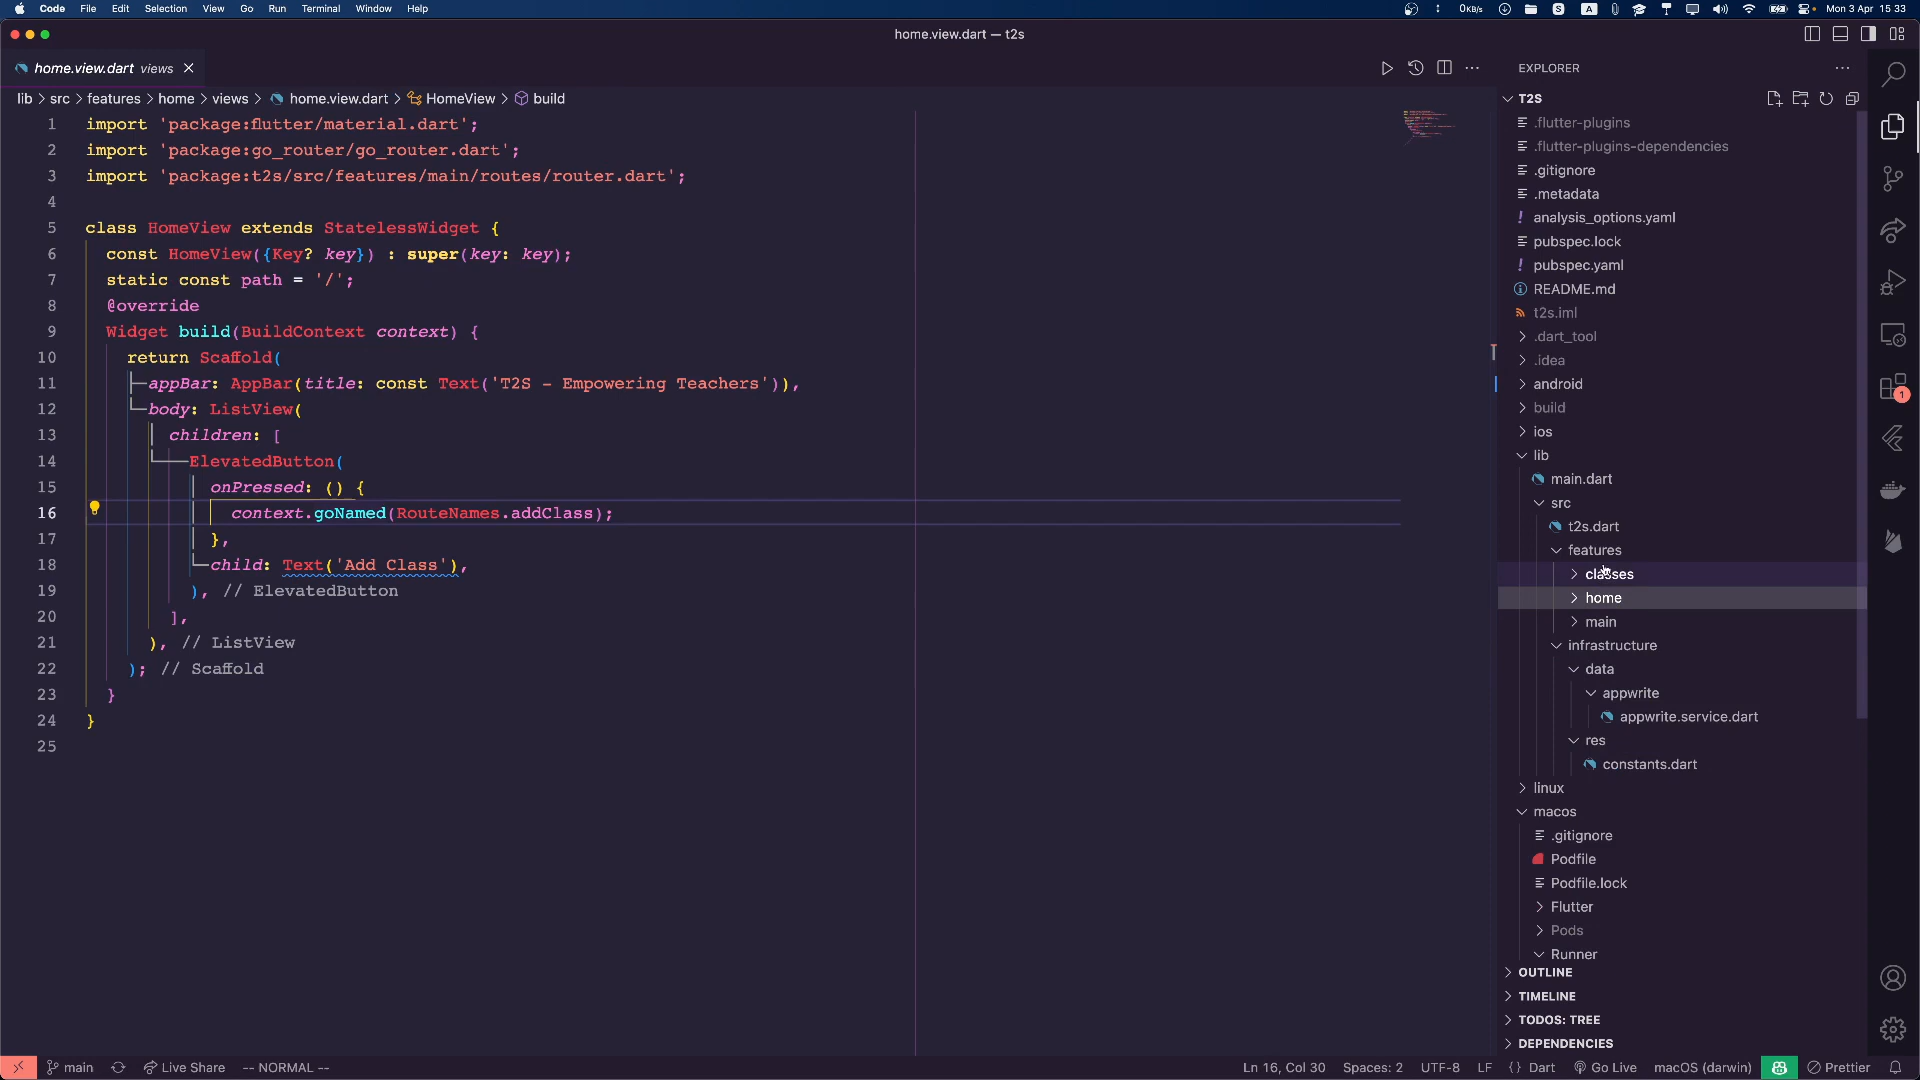 Code File Edit Selection View Go Run Terminal Window Help
0KB/s S A Mon 3 Apr 15 33
home.view.dart — t2s
home.view.dart views
lib > src > features > home > views > home.view.dart > HomeView > build
1 import 'package:flutter/material.dart';
2 import 'package:go_router/go_router.dart';
3 import 'package:t2s/src/features/main/routes/router.dart';
4
5 class HomeView extends StatelessWidget {
6 const HomeView({Key? key}) : super(key: key);
7 static const path = '/';
8 @override
9 Widget build(BuildContext context) {
10 return Scaffold(
11 appBar: AppBar(title: const Text('T2S - Empowering Teachers')),
12 body: ListView(
13 children: [
14 ElevatedButton(
15 onPressed: () {
16 context.goNamed(RouteNames.addClass);
17 },
18 child: Text('Add Class'),
19 ), // ElevatedButton
20 ],
21 ), // ListView
22 ); // Scaffold
23 }
24 }
25
EXPLORER
T2S
.flutter-plugins
.flutter-plugins-dependencies
.gitignore
.metadata
! analysis_options.yaml
pubspec.lock
! pubspec.yaml
README.md
t2s.iml
.dart_tool
.idea
android
build
ios
lib
main.dart
src
t2s.dart
features
classes
home
main
infrastructure
data
appwrite
appwrite.service.dart
res
constants.dart
linux
macos
.gitignore
Podfile
Podfile.lock
Flutter
Pods
Runner
OUTLINE
TIMELINE
TODOS: TREE
DEPENDENCIES
1
main Live Share -- NORMAL --
Ln 16, Col 30 Spaces: 2 UTF-8 LF { } Dart Go Live macOS (darwin) Prettier